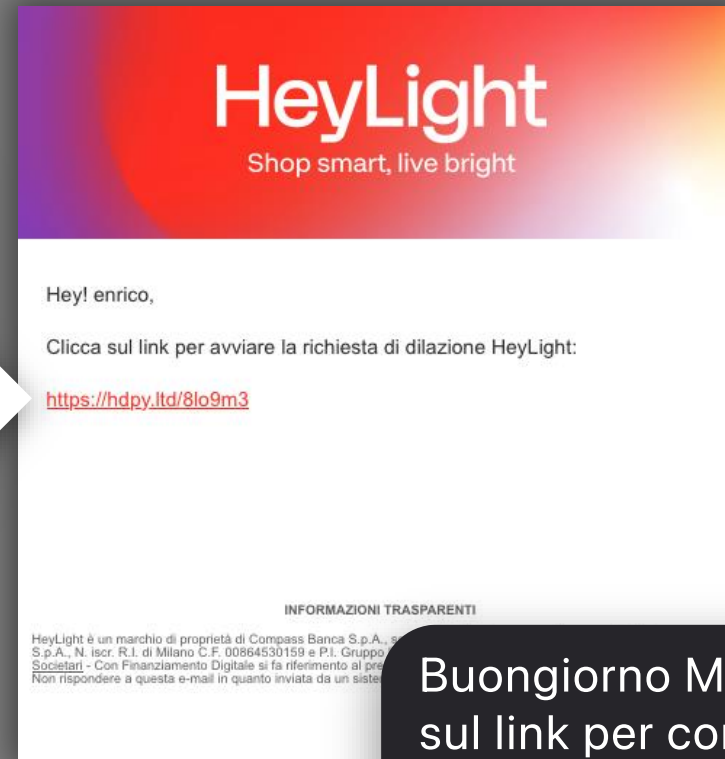 HeyLight
Shop smart, live bright
Hey! enrico,
Clicca sul link per avviare la richiesta di dilazione HeyLight:
https://hdpy.ltd/8lo9m3
INFORMAZIONI TRASPARENTI
HeyLight è un marchio di proprietà di Compass Banca S.p.A.,
S.p.A., N. iscr. R.I. di Milano C.F. 00864530159 e P.I. Gruppo
Societari - Con Finanziamento Digitale si fa riferimento al
Non rispondere a questa e-mail in quanto inviata da un
Buongiorno
sul link per